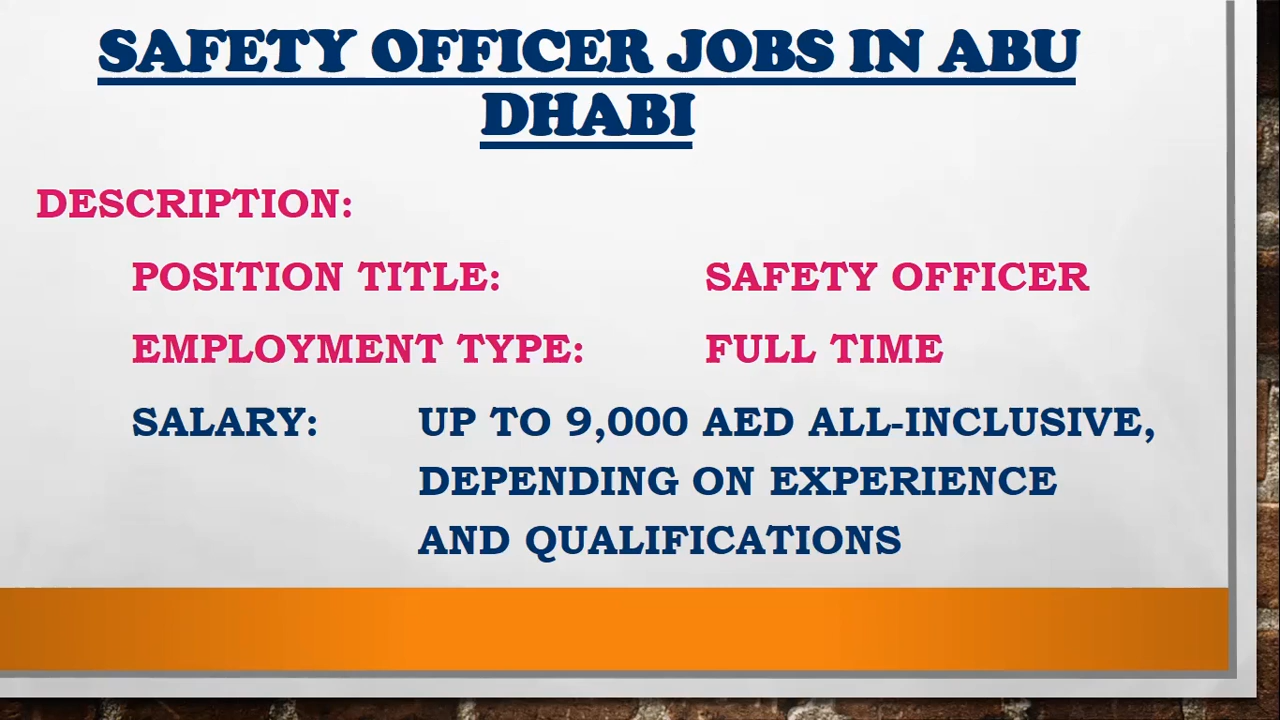 SAFETY OFFICER JOBS IN ABU
DHABI
DESCRIPTION:
POSITION TITLE: SAFETY OFFICER
EMPLOYMENT TYPE: FULL TIME
SALARY: UP TO 9,000 AED ALL-INCLUSIVE,
DEPENDING ON EXPERIENCE
AND QUALIFICATIONS